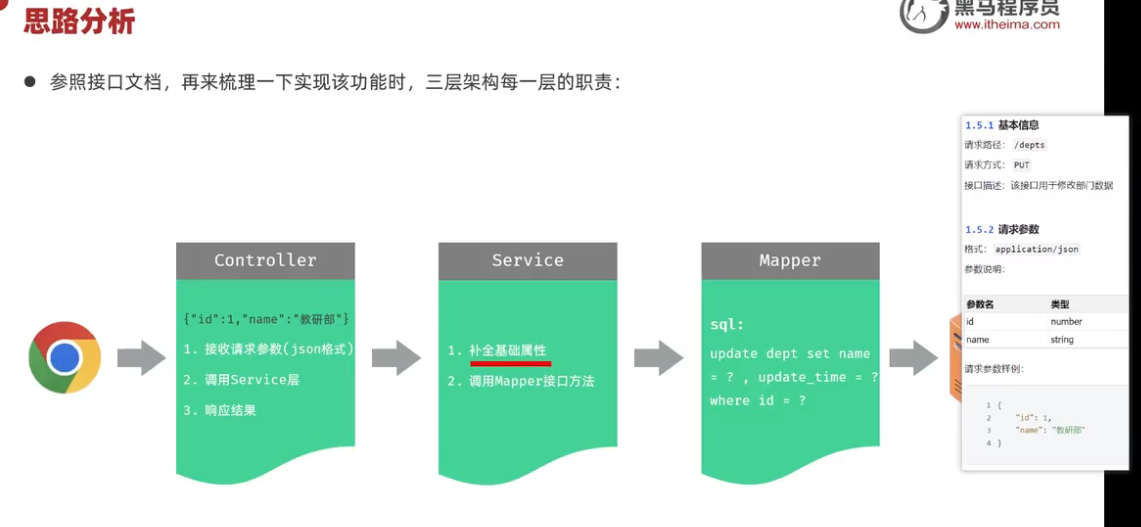 思路分析
黑马程序员
www.itheima.com
● 参照接口文档，再来梳理一下实现该功能时，三层架构每一层的职责：
Controller
{"id":1,"name":"教研部"}
1. 接收请求参数(json格式)
2. 调用Service层
3. 响应结果
Service
1. 补全基础属性
2. 调用Mapper接口方法
Mapper
sql:
update dept set name
= ? , update_time = ?
where id = ?
1.5.1 基本信息
请求路径： /depts
请求方式： PUT
接口描述：该接口用于修改部门数据
1.5.2 请求参数
格式： application/json
参数说明：
参数名 类型
id number
name string
请求参数样例：
1 {
2 "id": 1,
3 "name": "教研部"
4 }